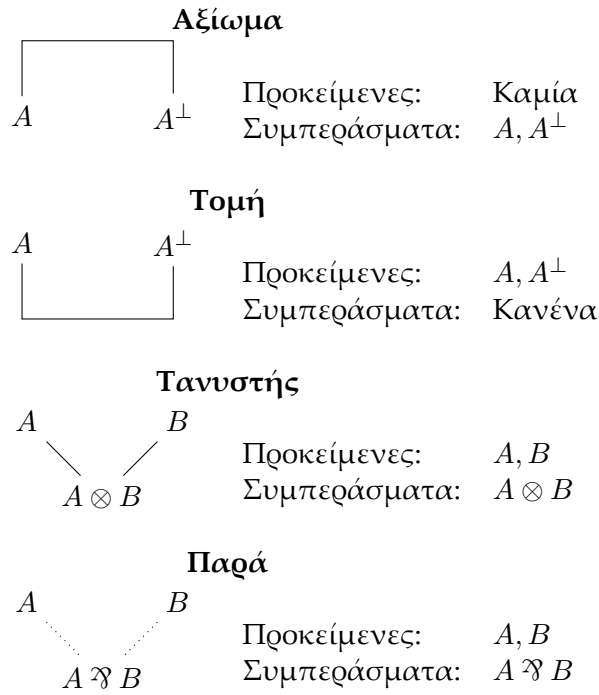 Αξίωμα
A A⊥ Προκείμενες: Καμία
Συμπεράσματα: A, A⊥
Τομή
A A⊥
Προκείμενες: A, A⊥
Συμπεράσματα: Κανένα
Τανυστής
A B
Προκείμενες: A, B
A ⊗ B Συμπεράσματα: A ⊗ B
Παρά
A B
Προκείμενες: A, B
A ⅋ B Συμπεράσματα: A ⅋ B